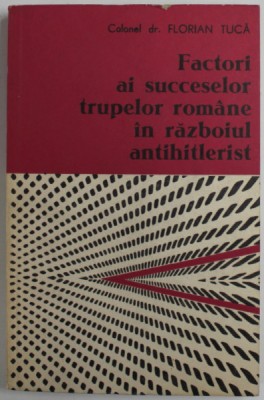 Colonel dr. FLORIAN TUCĂ
Factori
ai succeselor
trupelor române
în războiul
antihitlerist